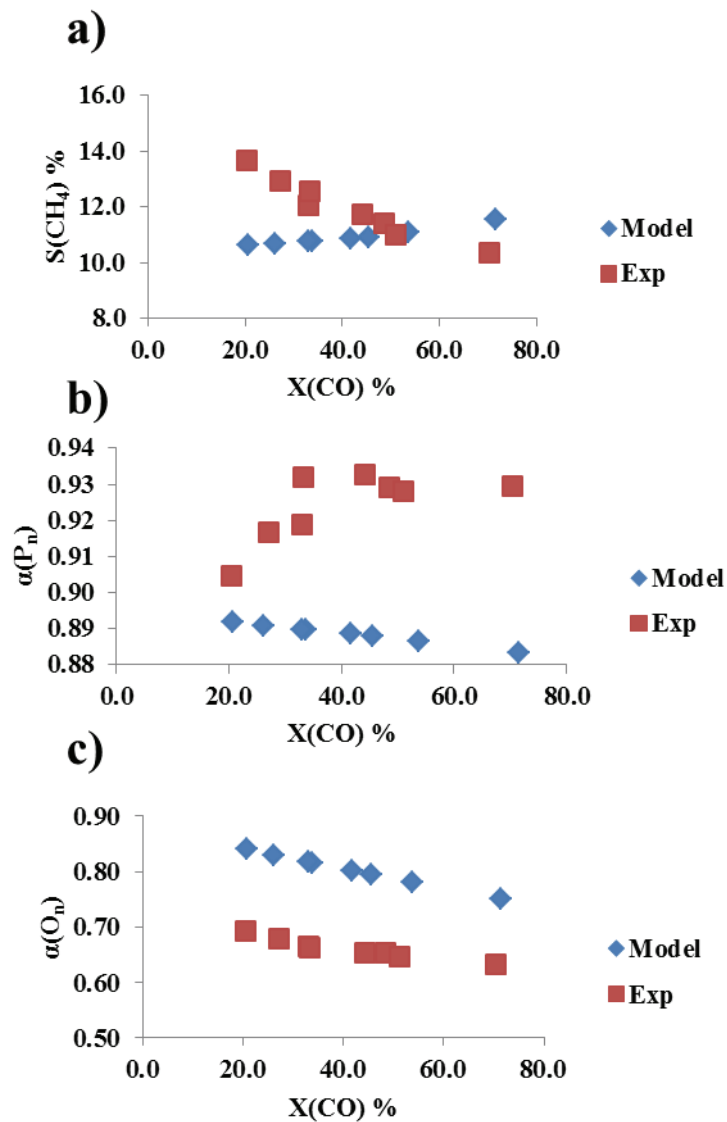 a)
16.0
14.0
12.0
10.0
8.0
S(CH₄) %
0.0 20.0 40.0 60.0 80.0
X(CO) %
Model
Exp
b)
0.94
0.93
0.92
0.91
0.90
0.89
0.88
α(Pₙ)
0.0 20.0 40.0 60.0 80.0
X(CO) %
Model
Exp
c)
0.90
0.80
0.70
0.60
0.50
α(Oₙ)
0.0 20.0 40.0 60.0 80.0
X(CO) %
Model
Exp